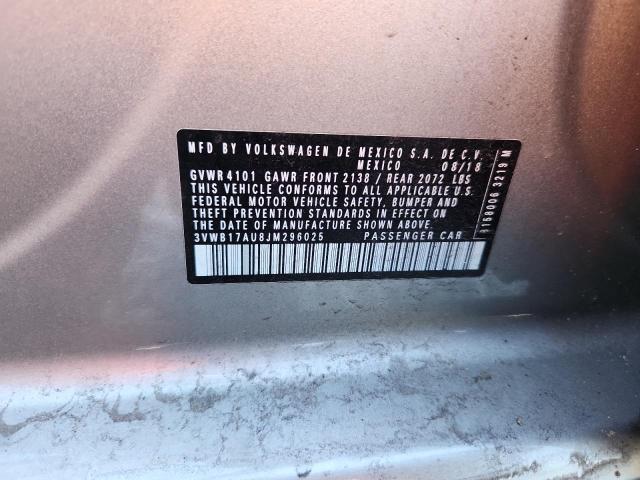 MFD BY VOLKSWAGEN DE MEXICO S.A. DE C.V.
MEXICO 08/18
GVWR 4101 GAWR FRONT 2138 / REAR 2072 LBS
THIS VEHICLE CONFORMS TO ALL APPLICABLE U.S.
FEDERAL MOTOR VEHICLE SAFETY, BUMPER AND
THEFT PREVENTION STANDARDS IN EFFECT ON
THE DATE OF MANUFACTURE SHOWN ABOVE.
3VWB17AU8JM296025 PASSENGER CAR
3219 M